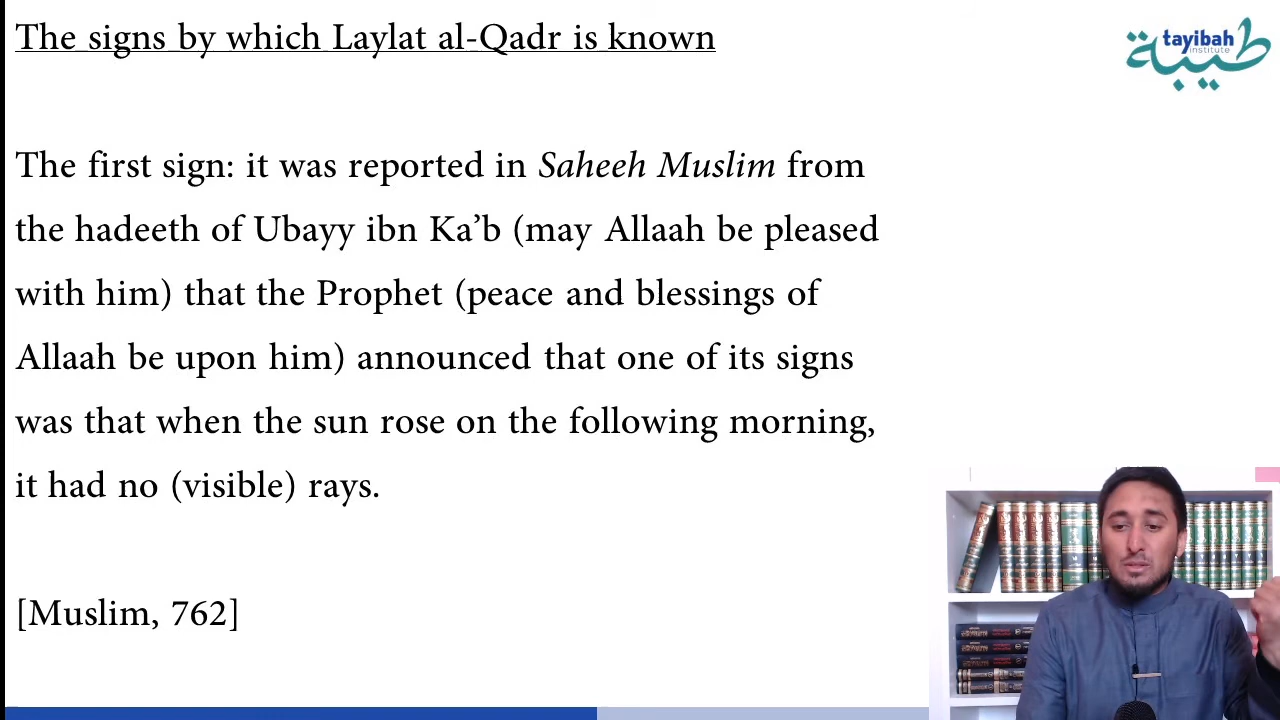 The signs by which Laylat al-Qadr is known
tayibah
institute
طيبة
The first sign: it was reported in Saheeh Muslim from
the hadeeth of Ubayy ibn Ka’b (may Allaah be pleased
with him) that the Prophet (peace and blessings of
Allaah be upon him) announced that one of its signs
was that when the sun rose on the following morning,
it had no (visible) rays.
[Muslim, 762]